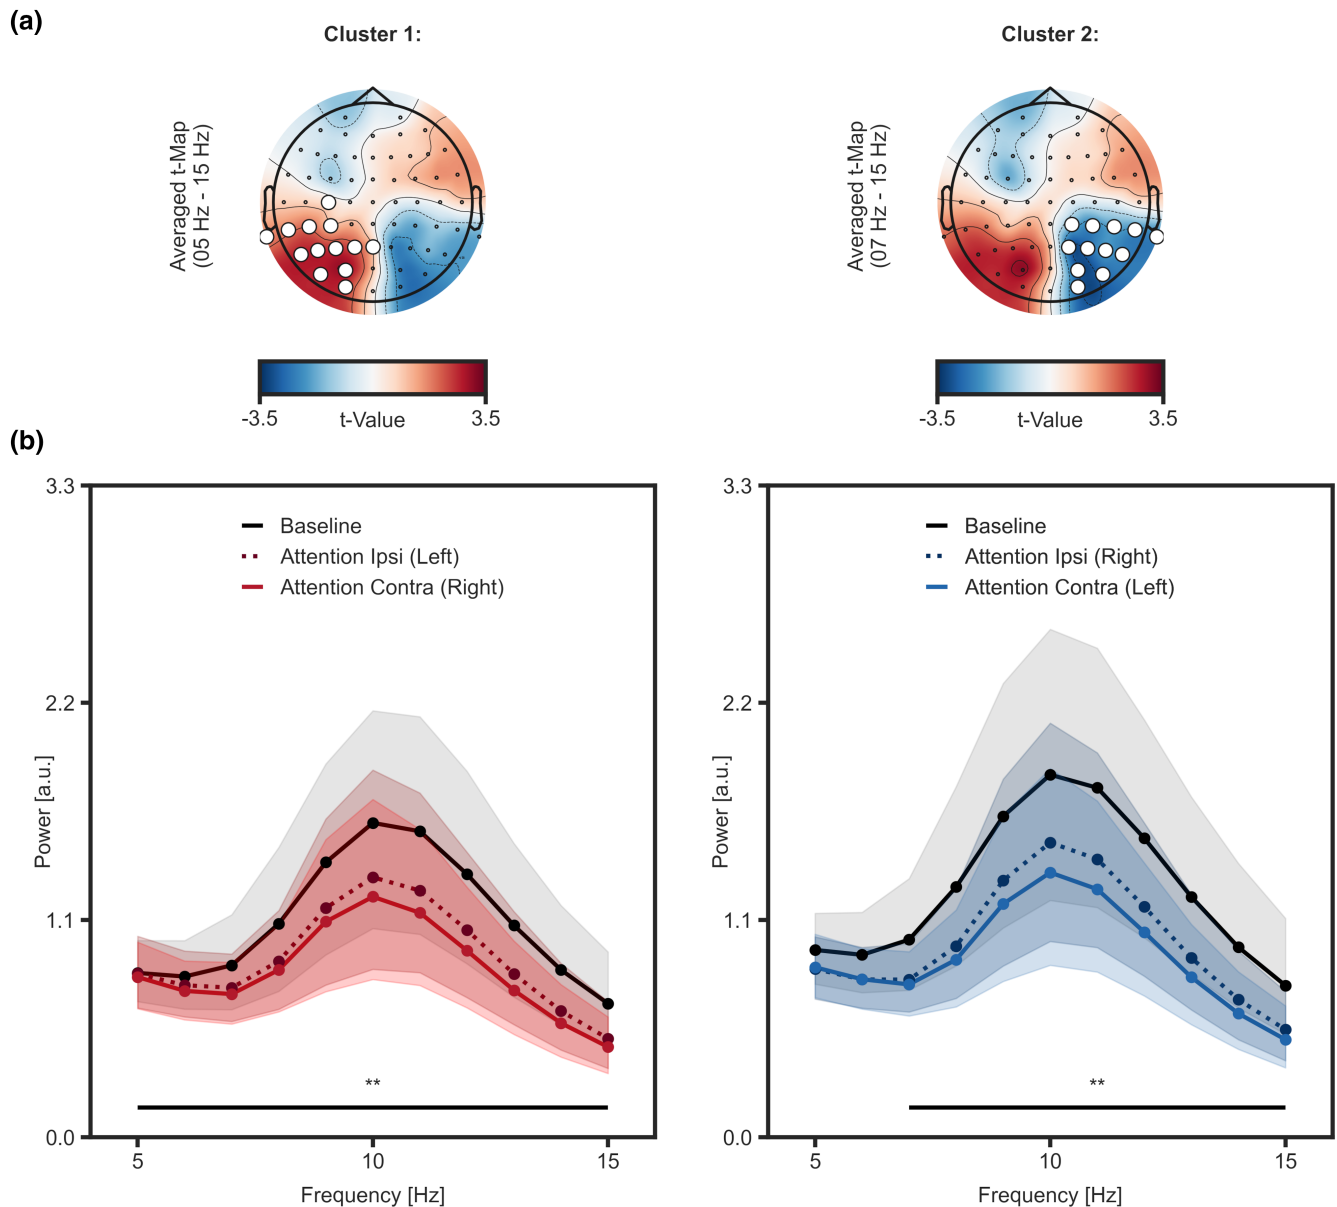 (a)
Cluster 1:
Averaged t-Map
(05 Hz - 15 Hz)
-3.5 t-Value 3.5
Cluster 2:
Averaged t-Map
(07 Hz - 15 Hz)
-3.5 t-Value 3.5
(b)
3.3
2.2
1.1
0.0
Power [a.u.]
Baseline
Attention Ipsi (Left)
Attention Contra (Right)
**
5 10 15
Frequency [Hz]
3.3
2.2
1.1
0.0
Power [a.u.]
Baseline
Attention Ipsi (Right)
Attention Contra (Left)
**
5 10 15
Frequency [Hz]